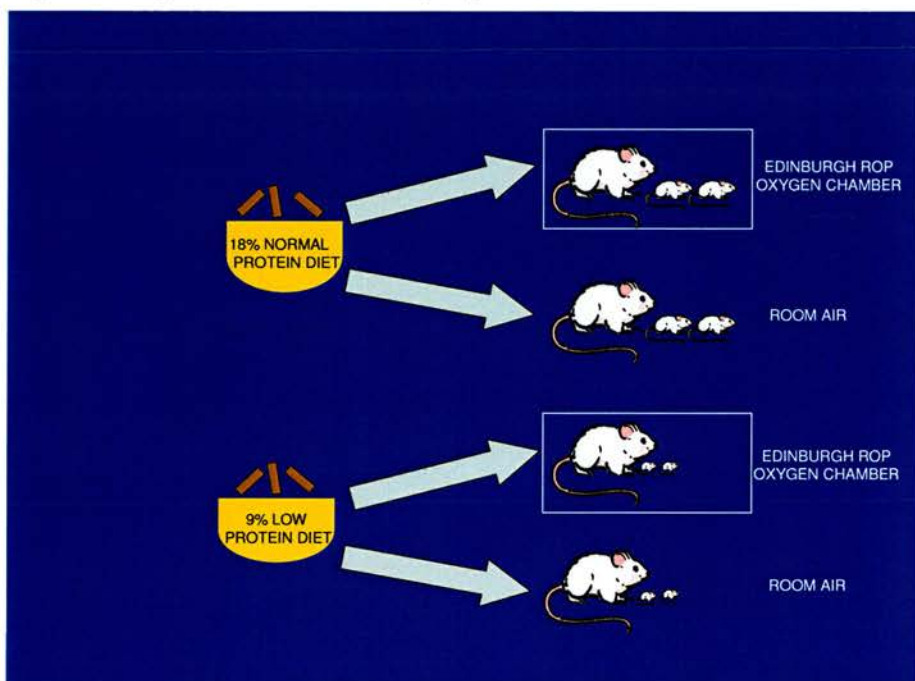 EDINBURGH ROP
OXYGEN CHAMBER
18% NORMAL
PROTEIN DIET
ROOM AIR
EDINBURGH ROP
OXYGEN CHAMBER
9% LOW
PROTEIN DIET
ROOM AIR